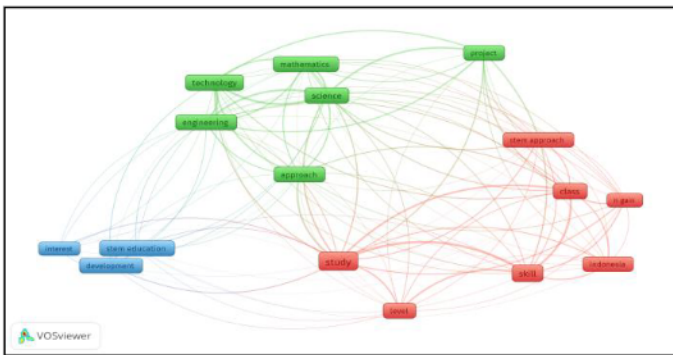 project
mathematics
technology
science
engineering
stem approach
approach
class
n gain
interest
stem education
development
study
indonesia
skill
level
VOSviewer